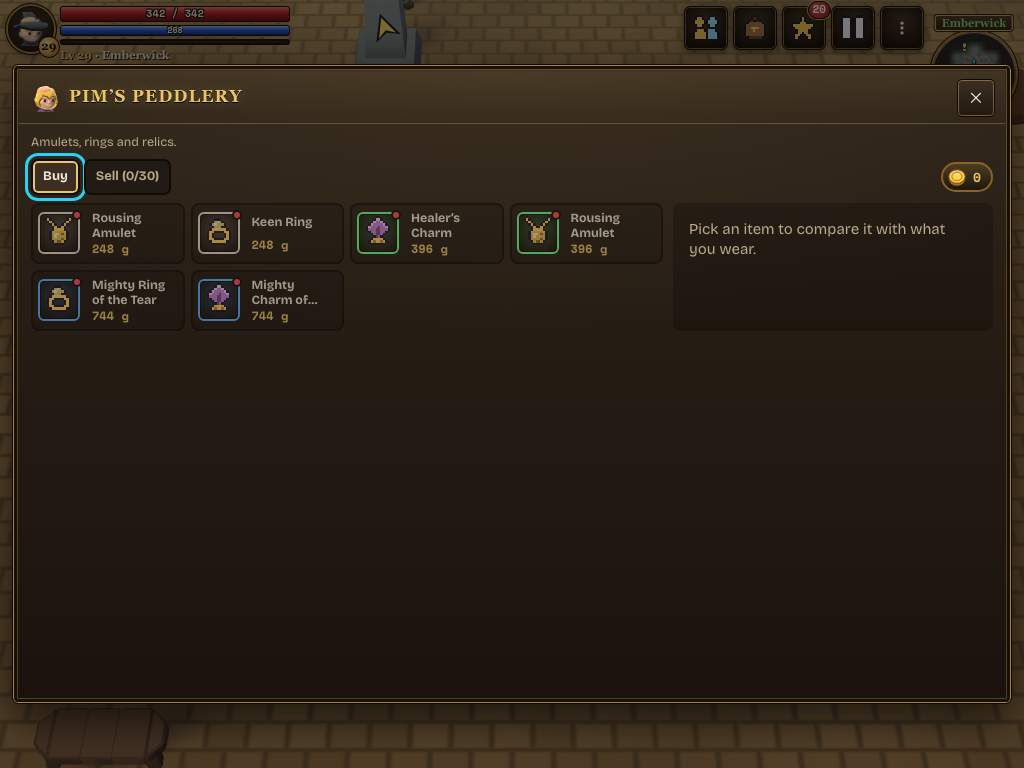 342 / 342
268
29
Lv 29 · Emberwick
20
Emberwick
PIM'S PEDDLERY
Amulets, rings and relics.
Buy
Sell (0/30)
0
Rousing
Amulet
248 g
Keen Ring
248 g
Healer's
Charm
396 g
Rousing
Amulet
396 g
Mighty Ring
of the Tear
744 g
Mighty
Charm of...
744 g
Pick an item to compare it with what
you wear.